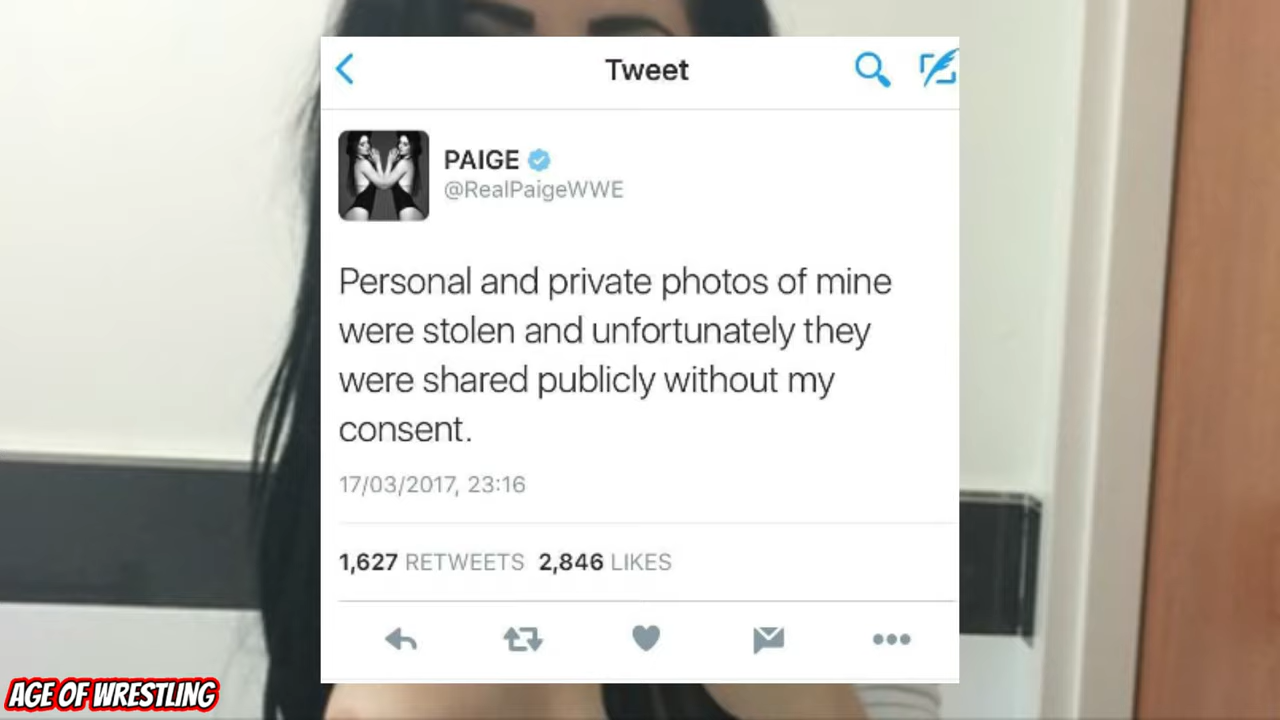 Tweet
PAIGE
@RealPaigeWWE
Personal and private photos of mine
were stolen and unfortunately they
were shared publicly without my
consent.
17/03/2017, 23:16
1,627 RETWEETS 2,846 LIKES
AGE OF WRESTLING